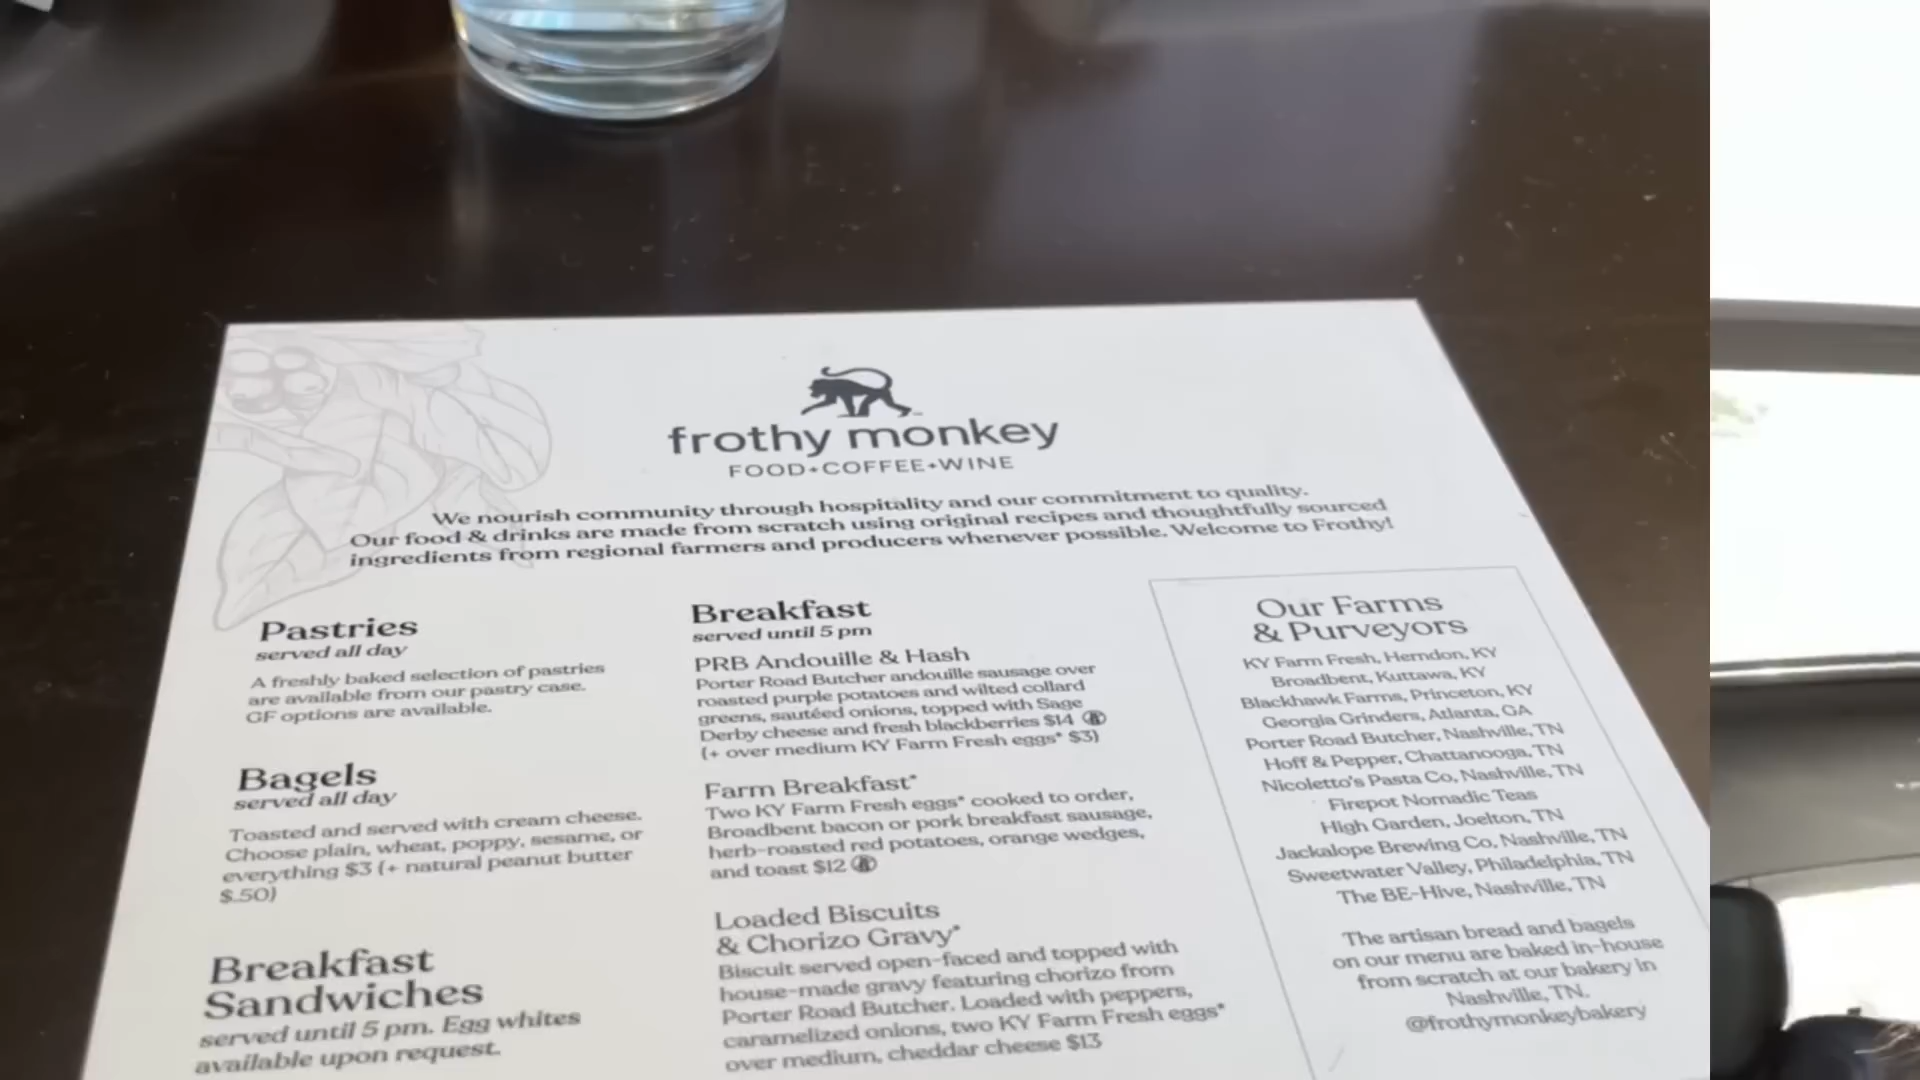 frothy monkey
FOOD•COFFEE•WINE
We nourish community through hospitality and our commitment to quality.
Our food & drinks are made from scratch using original recipes and thoughtfully sourced
ingredients from regional farmers and producers whenever possible. Welcome to Frothy!
Pastries
served all day
A freshly baked selection of pastries
are available from our pastry case.
GF options are available.
Bagels
served all day
Toasted and served with cream cheese.
Choose plain, wheat, poppy, sesame, or
everything $3 (+ natural peanut butter
$.50)
Breakfast
Sandwiches
served until 5 pm. Egg whites
available upon request.
Breakfast
served until 5 pm
PRB Andouille & Hash
Porter Road Butcher andouille sausage over
roasted purple potatoes and wilted collard
greens, sautéed onions, topped with Sage
Derby cheese and fresh blackberries $14
(+ over medium KY Farm Fresh eggs* $3)
Farm Breakfast*
Two KY Farm Fresh eggs* cooked to order,
Broadbent bacon or pork breakfast sausage,
herb-roasted red potatoes, orange wedges,
and toast $12
Loaded Biscuits
& Chorizo Gravy*
Biscuit served open-faced and topped with
house-made gravy featuring chorizo from
Porter Road Butcher. Loaded with peppers,
caramelized onions, two KY Farm Fresh eggs*
over medium, cheddar cheese $13
Our Farms
& Purveyors
KY Farm Fresh, Herndon, KY
Broadbent, Kuttawa, KY
Blackhawk Farms, Princeton, KY
Georgia Grinders, Atlanta, GA
Porter Road Butcher, Nashville, TN
Hoff & Pepper, Chattanooga, TN
Nicoletto's Pasta Co, Nashville, TN
Firepot Nomadic Teas
High Garden, Joelton, TN
Jackalope Brewing Co, Nashville, TN
Sweetwater Valley, Philadelphia, TN
The BE-Hive, Nashville, TN
The artisan bread and bagels
on our menu are baked in-house
from scratch at our bakery in
Nashville, TN.
@frothymonkeybakery